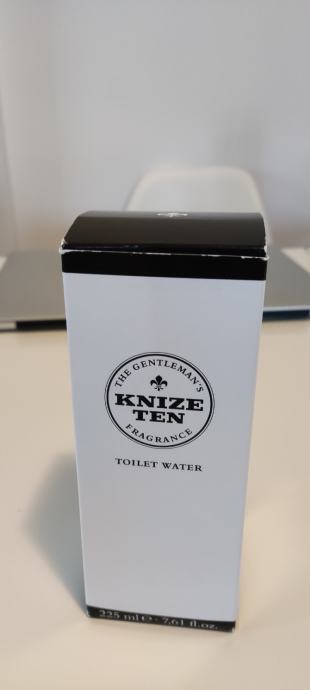 THE GENTLEMAN'S
KNIZE
TEN
FRAGRANCE
TOILET WATER
225 ml e · 7,61 fl.oz.